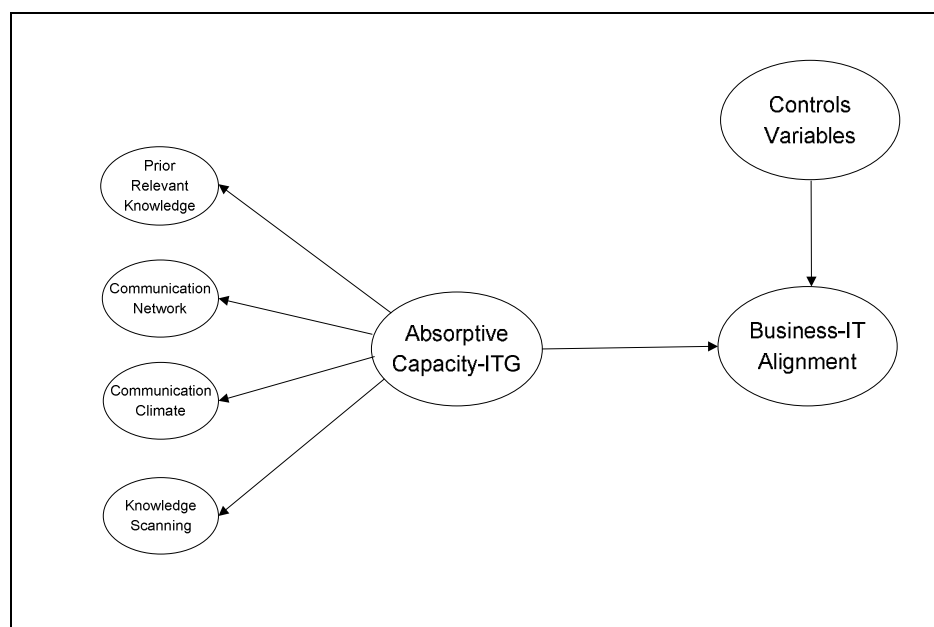 Controls
Variables
Prior
Relevant
Knowledge
Communication
Network
Absorptive
Capacity-ITG
Business-IT
Alignment
Communication
Climate
Knowledge
Scanning